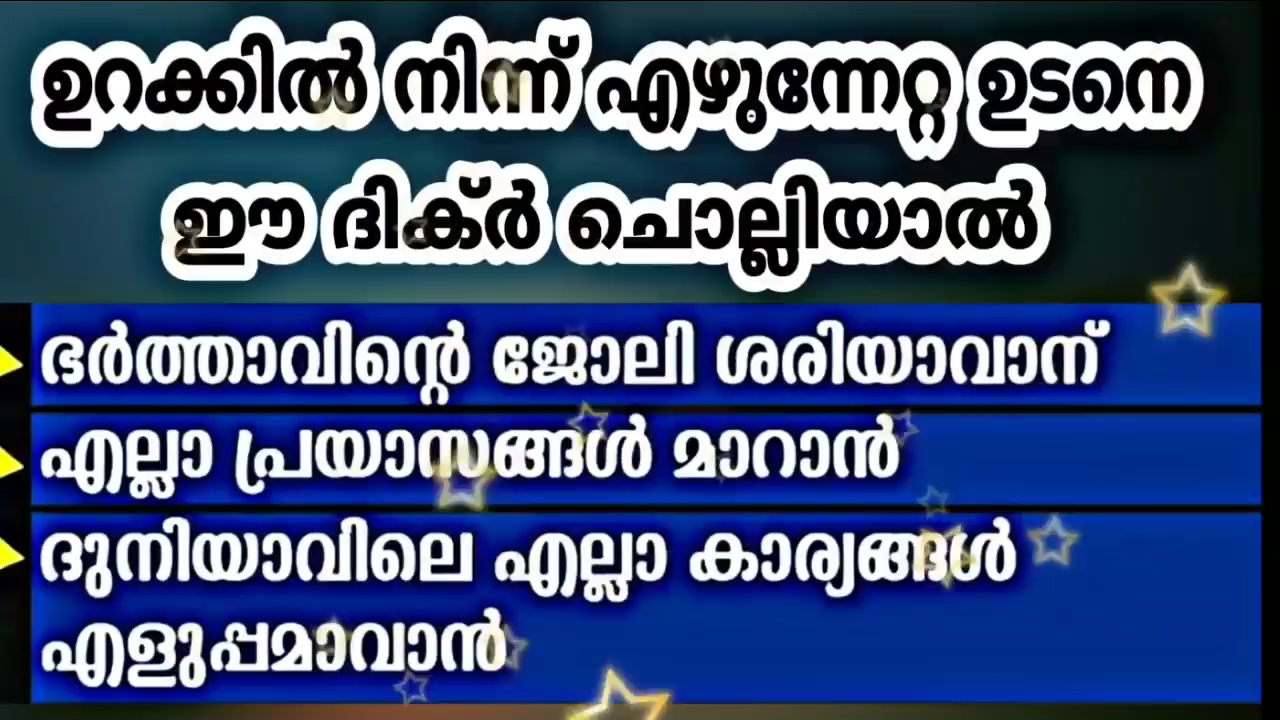 ഉറക്കിൽ നിന്ന് എഴുന്നേറ്റ ഉടനെ
ഈ ദിക്ർ ചൊല്ലിയാൽ
ഭർത്താവിന്റെ ജോലി ശരിയാവാന്
എല്ലാ പ്രയാസങ്ങൾ മാറാൻ
ദുനിയാവിലെ എല്ലാ കാര്യങ്ങൾ
എളുപ്പമാവാൻ